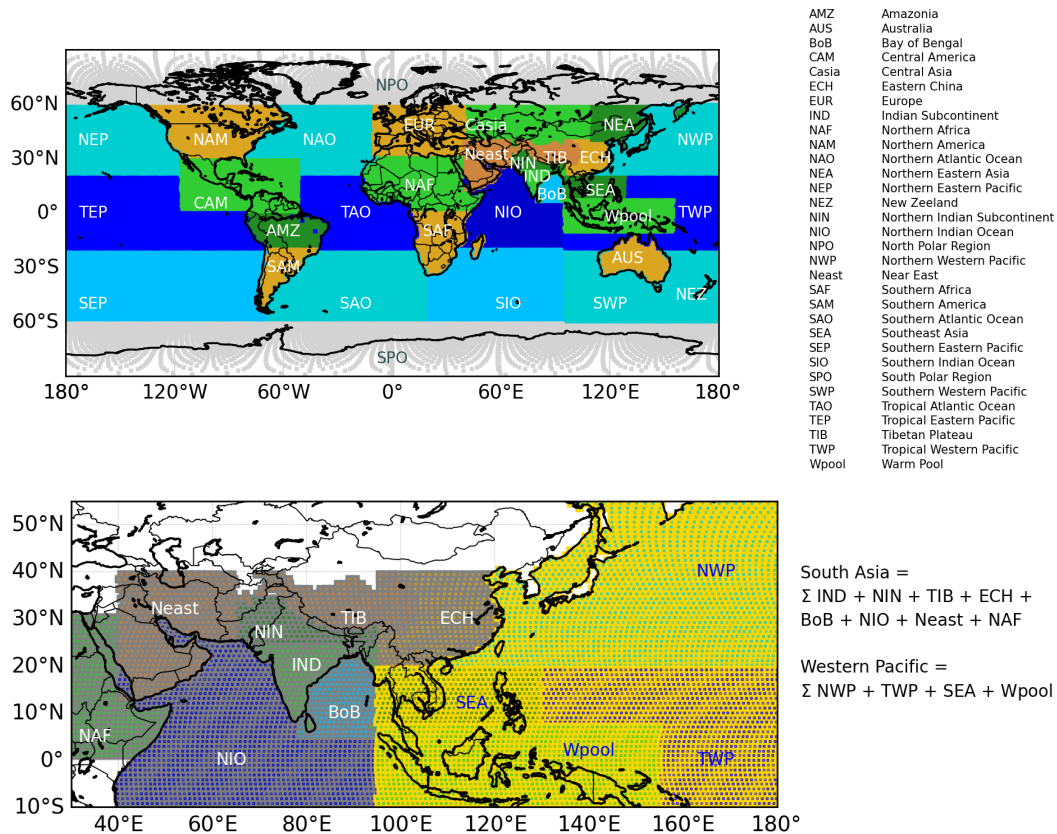 AMZ Amazonia
AUS Australia
BoB Bay of Bengal
CAM Central America
Casia Central Asia
ECH Eastern China
EUR Europe
IND Indian Subcontinent
NAF Northern Africa
NAM Northern America
NAO Northern Atlantic Ocean
NEA Northern Eastern Asia
NEP Northern Eastern Pacific
NEZ New Zeeland
NIN Northern Indian Subcontinent
NIO Northern Indian Ocean
NPO North Polar Region
NWP Northern Western Pacific
Neast Near East
SAF Southern Africa
SAM Southern America
SAO Southern Atlantic Ocean
SEA Southeast Asia
SEP Southern Eastern Pacific
SIO Southern Indian Ocean
SPO South Polar Region
SWP Southern Western Pacific
TAO Tropical Atlantic Ocean
TEP Tropical Eastern Pacific
TIB Tibetan Plateau
TWP Tropical Western Pacific
Wpool Warm Pool
NPO
60°N
NEP NAM NAO EUR Casia NEA NWP
30°N
Neast NIN TIB ECH
IND
NAF BoB SEA
CAM
0°
TEP TAO NIO Wpool TWP
AMZ SAF
30°S
SAM AUS
SEP SAO SIO SWP NEZ
60°S
SPO
180° 120°W 60°W 0° 60°E 120°E 180°
50°N
40°N
NWP
30°N
Neast NIN TIB ECH
20°N
IND
10°N
BoB SEA
NAF
0°
NIO Wpool TWP
10°S
40°E 60°E 80°E 100°E 120°E 140°E 160°E 180°
South Asia =
Σ IND + NIN + TIB + ECH +
BoB + NIO + Neast + NAF
Western Pacific =
Σ NWP + TWP + SEA + Wpool